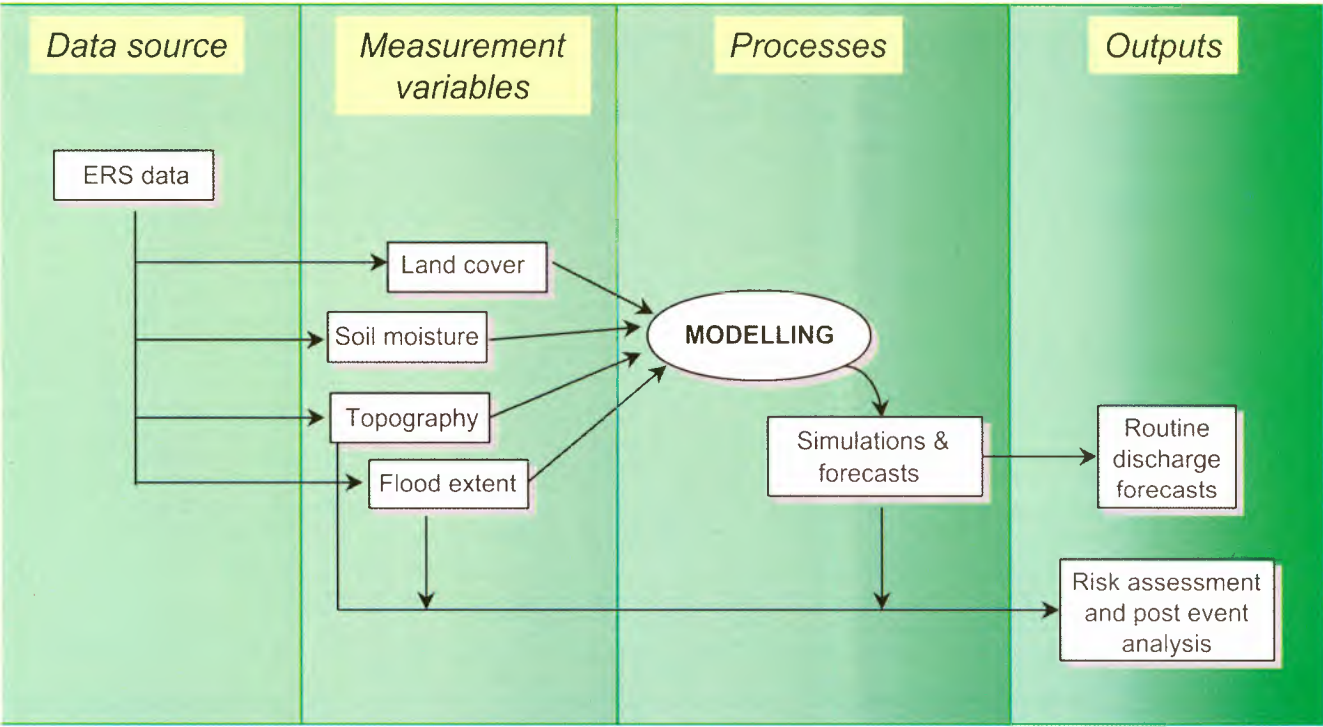 Data source
Measurement
variables
Processes
Outputs
ERS data
Land cover
Soil moisture
Topography
Flood extent
MODELLING
Simulations &
forecasts
Routine
discharge
forecasts
Risk assessment
and post event
analysis